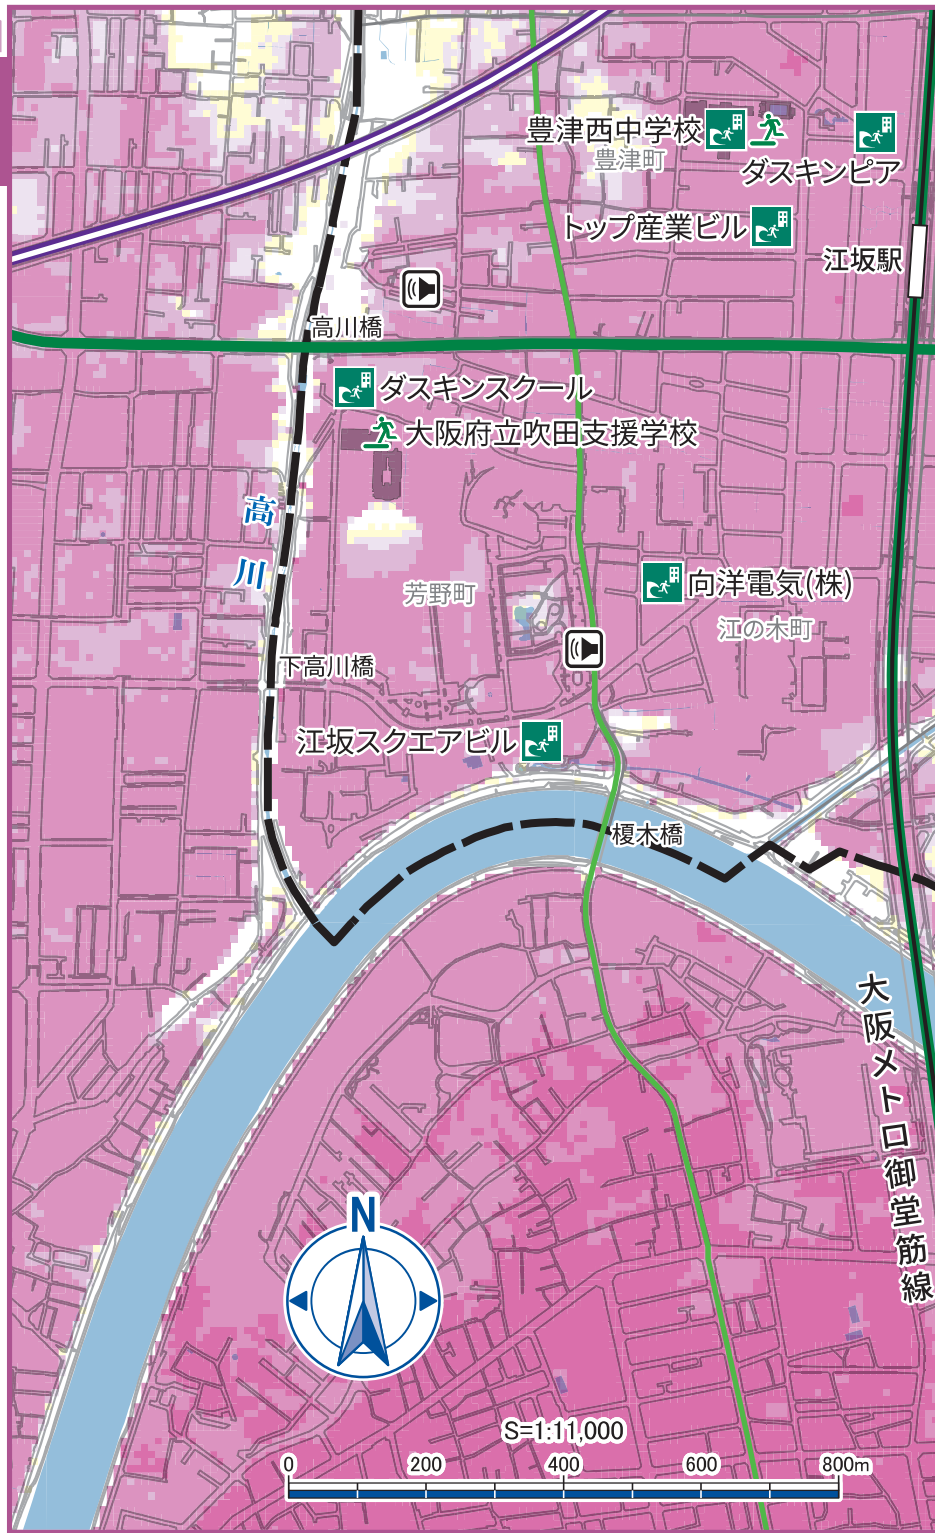 豊津西中学校
豊津町
ダスキンピア
トップ産業ビル
江坂駅
高川橋
ダスキンスクール
大阪府立吹田支援学校
高川
芳野町
向洋電気(株)
江の木町
下高川橋
江坂スクエアビル
榎木橋
大阪メトロ御堂筋線
N
S=1:11,000
0 200 400 600 800m